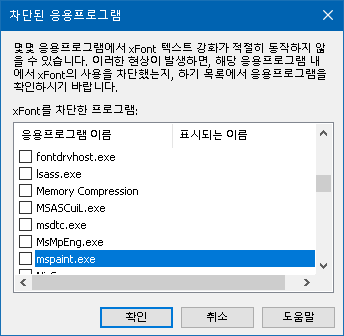 차단된 응용프로그램
몇몇 응용프로그램에서 xFont 텍스트 강화가 적절히 동작하지 않
을 수 있습니다. 이러한 현상이 발생하면, 해당 응용프로그램 내
에서 xFont의 사용을 차단했는지, 하기 목록에서 응용프로그램을
확인하시기 바랍니다.
xFont를 차단한 프로그램:
응용프로그램 이름 표시되는 이름
fontdrvhost.exe
lsass.exe
Memory Compression
MSASCuiL.exe
msdtc.exe
MsMpEng.exe
mspaint.exe
확인 취소 도움말